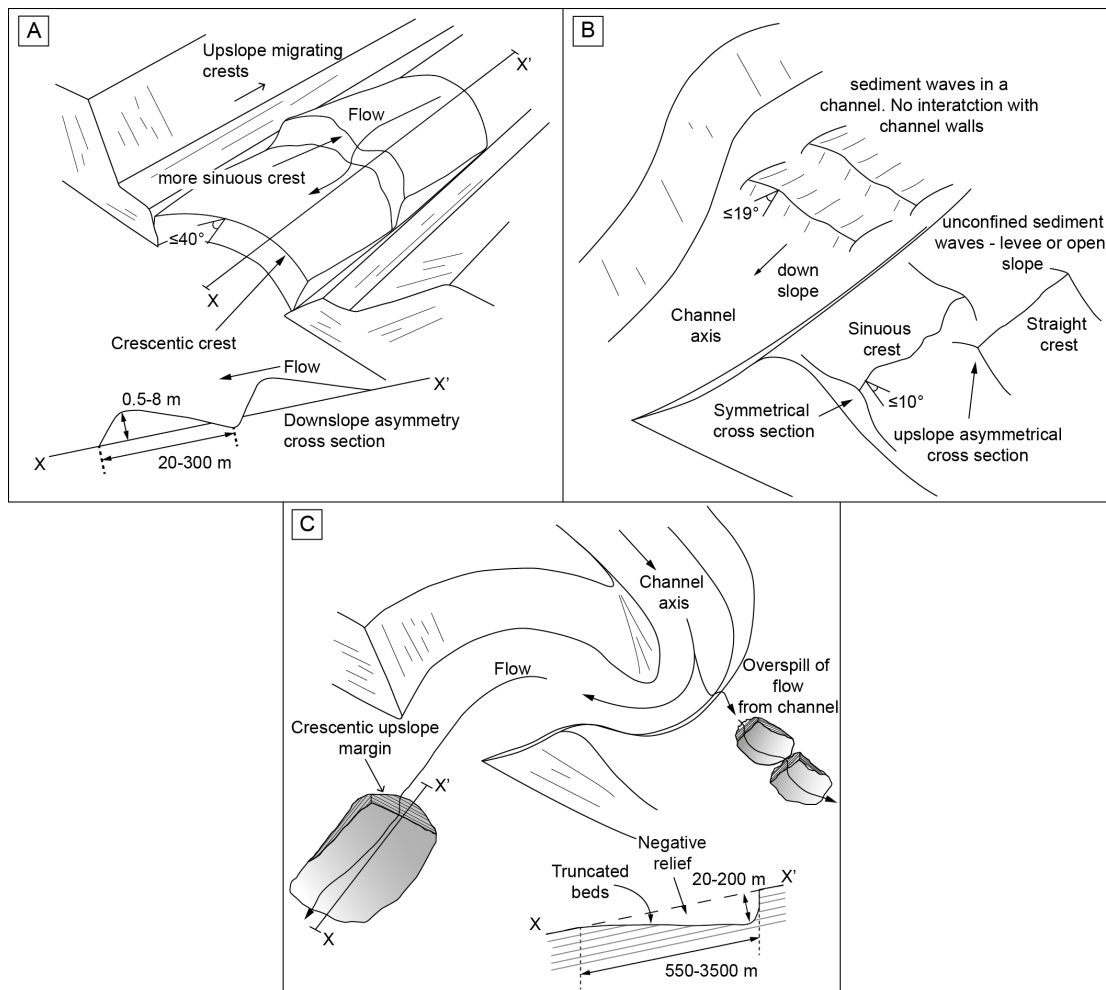 A
Upslope migrating
crests
X'
Flow
more sinuous crest
≤40°
X
Crescentic crest
Flow
X'
0.5-8 m
Downslope asymmetry
cross section
X
20-300 m
B
sediment waves in a
channel. No interatction with
channel walls
≤19°
unconfined sediment
waves - levee or open
slope
down
slope
Channel
axis
Sinuous
crest
Straight
crest
≤10°
Symmetrical
cross section
upslope asymmetrical
cross section
C
Channel
axis
Flow
Overspill of
flow
from channel
Crescentic upslope
margin
X'
X
Negative
relief
Truncated
beds
20-200 m
X'
X
550-3500 m